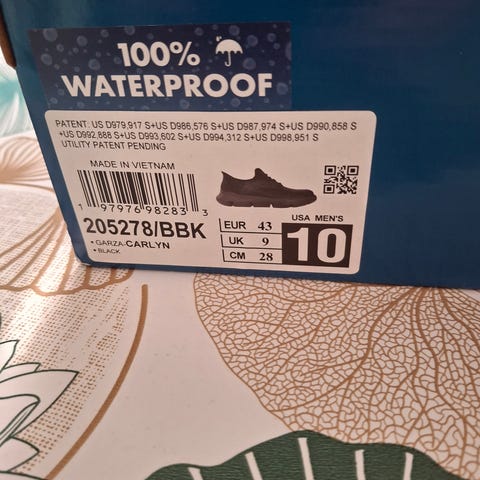 100%
WATERPROOF
PATENT: US D979,917 S+US D986,576 S+US D987,974 S+US D990,858 S
+US D992,888 S+US D993,602 S+US D994,312 S+US D998,951 S
UTILITY PATENT PENDING
MADE IN VIETNAM
1 97976 98283 3
205278/BBK
• GARZA-CARLYN
• BLACK
EUR 43
UK 9
CM 28
USA MEN'S
10